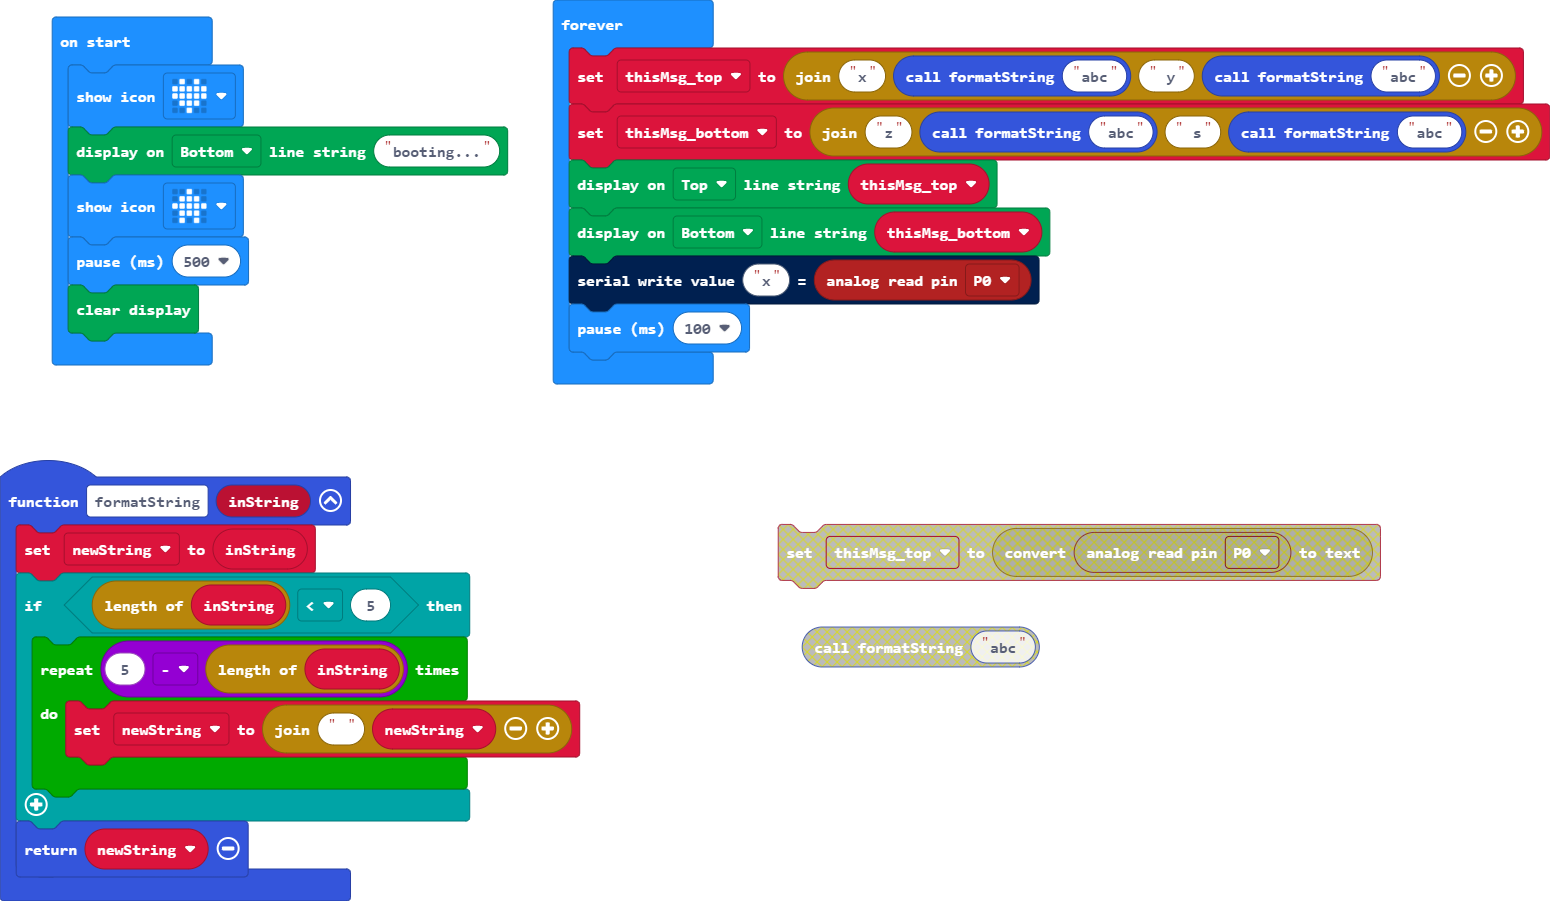 on start
show icon
display on Bottom line string "booting..."
show icon
pause (ms) 500
clear display
forever
set thisMsg_top to join "x" call formatString "abc" " y" call formatString "abc"
set thisMsg_bottom to join "z" call formatString "abc" " s" call formatString "abc"
display on Top line string thisMsg_top
display on Bottom line string thisMsg_bottom
serial write value "x" = analog read pin P0
pause (ms) 100
function formatString inString
set newString to inString
if length of inString < 5 then
repeat 5 - length of inString times
do set newString to join " " newString
return newString
set thisMsg_top to convert analog read pin P0 to text
call formatString "abc"